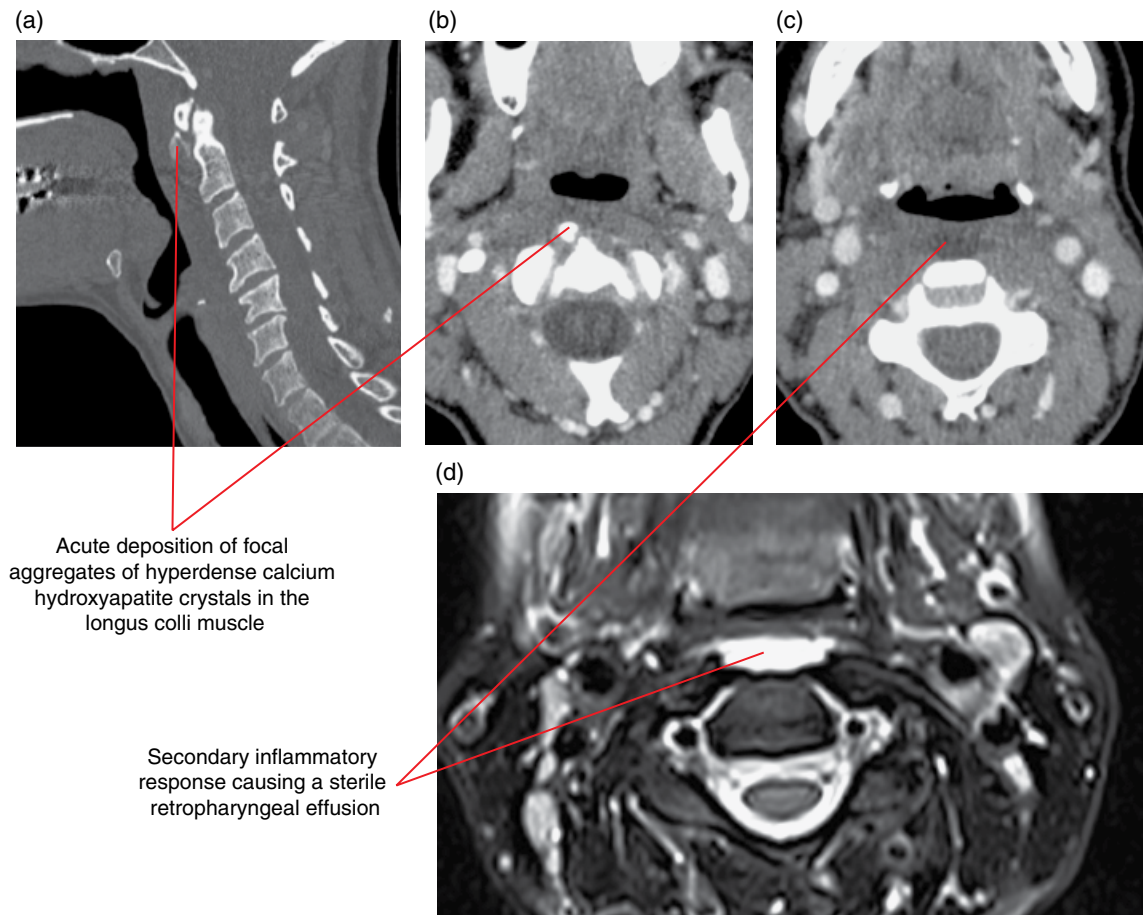 (a)
(b)
(c)
(d)
Acute deposition of focal
aggregates of hyperdense calcium
hydroxyapatite crystals in the
longus colli muscle
Secondary inflammatory
response causing a sterile
retropharyngeal effusion